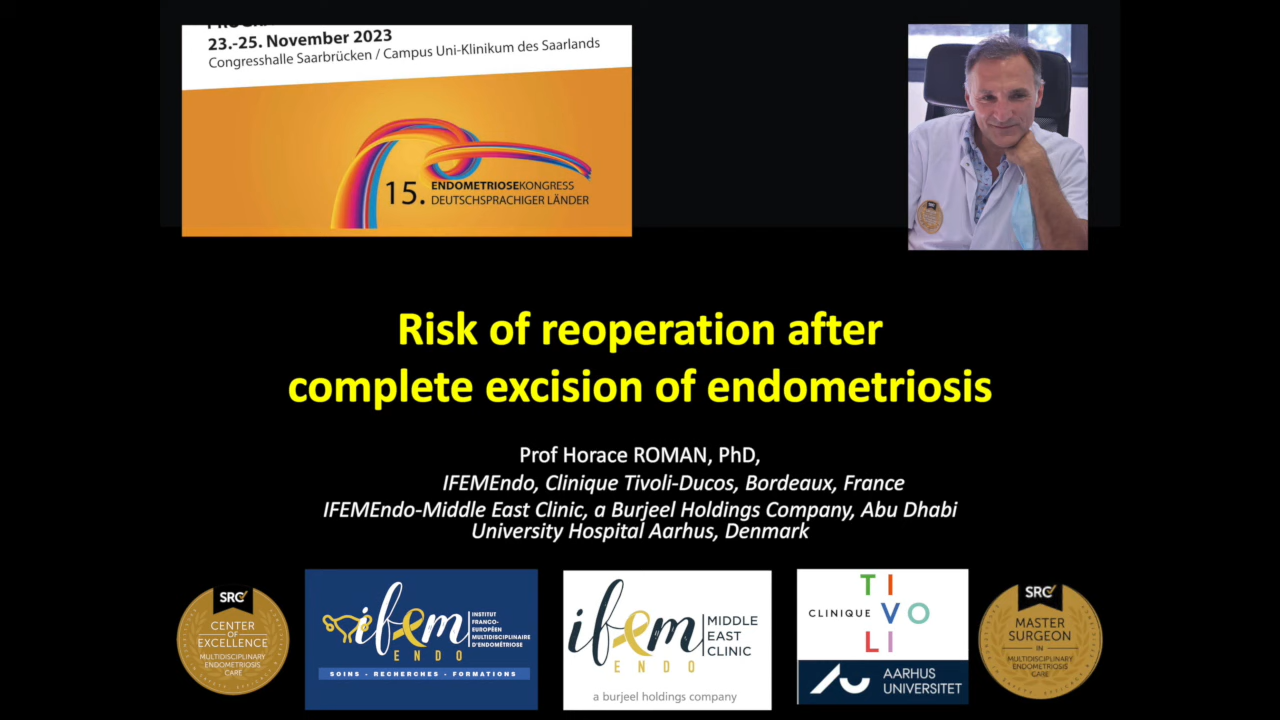 23.-25. November 2023
Congresshalle Saarbrücken / Campus Uni-Klinikum des Saarlands
15. ENDOMETRIOSEKONGRESS
DEUTSCHSPRACHIGER LÄNDER
Risk of reoperation after
complete excision of endometriosis
Prof Horace ROMAN, PhD,
IFEMEndo, Clinique Tivoli-Ducos, Bordeaux, France
IFEMEndo-Middle East Clinic, a Burjeel Holdings Company, Abu Dhabi
University Hospital Aarhus, Denmark
SRC
CENTER
OF
EXCELLENCE
MULTIDISCIPLINARY
ENDOMETRIOSIS
CARE
ifem
ENDO
INSTITUT
FRANCO-
EUROPÉEN
MULTIDISCIPLINAIRE
D'ENDOMÉTRIOSE
SOINS - RECHERCHES - FORMATIONS
ifem
ENDO
MIDDLE
EAST
CLINIC
a burjeel holdings company
CLINIQUE
TI
VO
LI
AARHUS
UNIVERSITET
SRC
MASTER
SURGEON
IN
MULTIDISCIPLINARY
ENDOMETRIOSIS
CARE